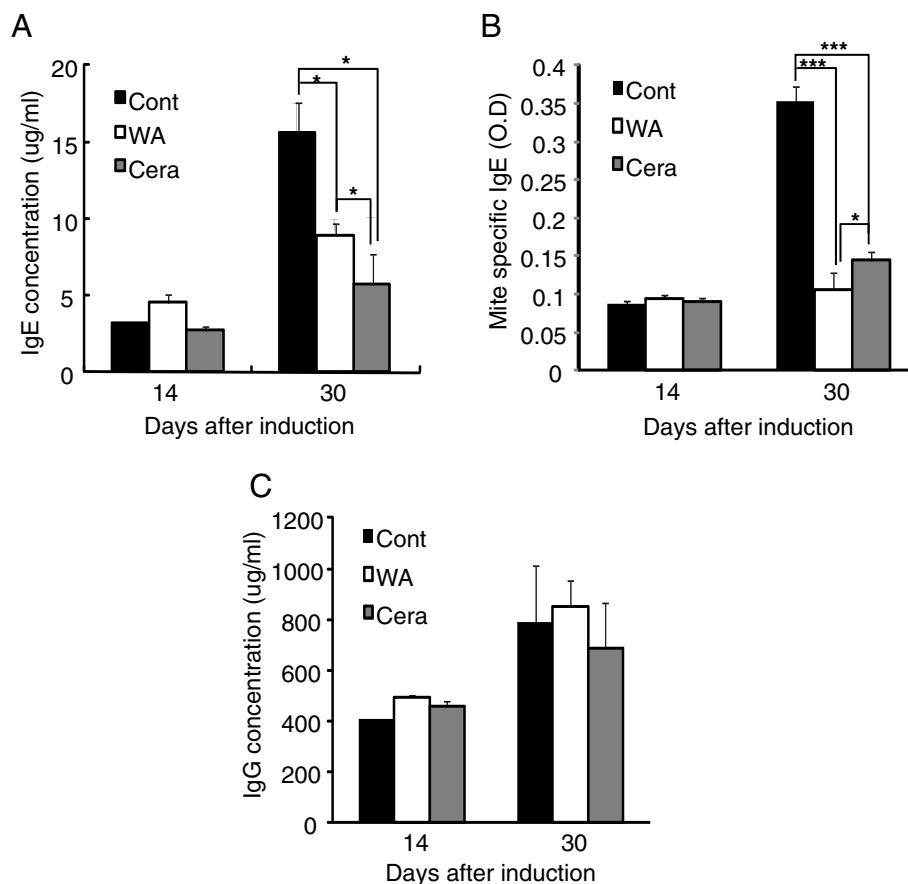 A
IgE concentration (ug/ml)
20
15
10
5
0
Cont
WA
Cera
*
*
*
14
30
Days after induction
B
Mite specific IgE (O.D)
0.4
0.35
0.3
0.25
0.2
0.15
0.1
0.05
0
Cont
WA
Cera
***
***
*
14
30
Days after induction
C
IgG concentration (ug/ml)
1200
1000
800
600
400
200
0
Cont
WA
Cera
14
30
Days after induction